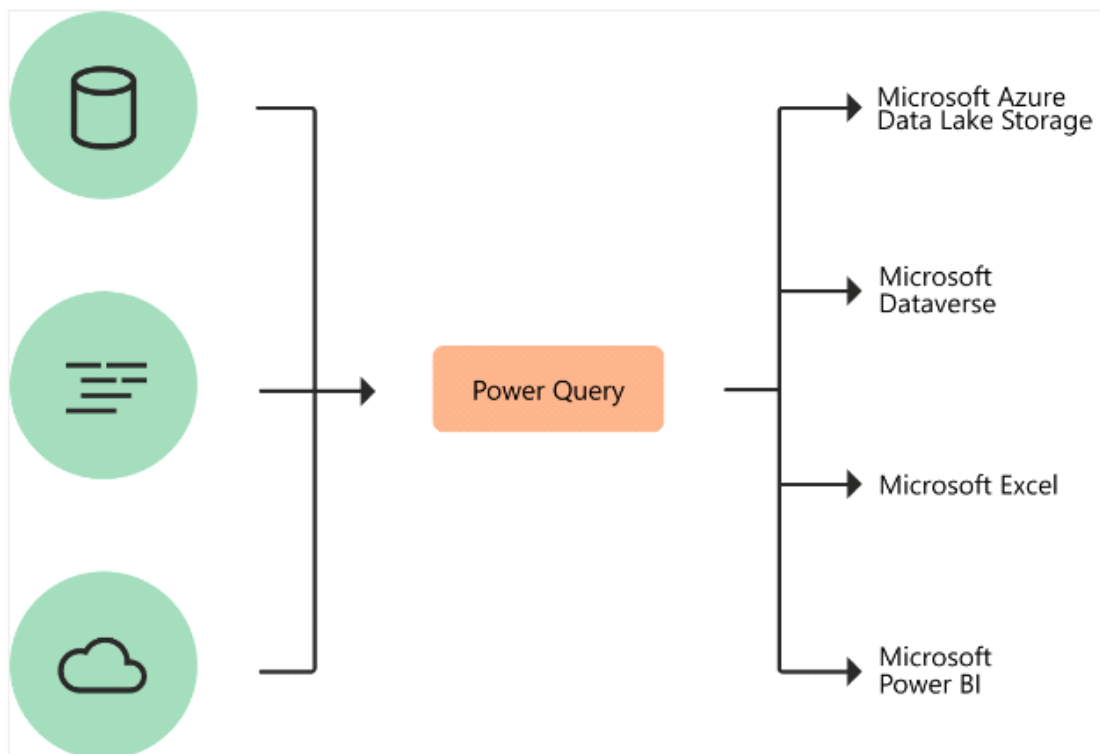 Microsoft Azure
Data Lake Storage
Microsoft
Dataverse
Power Query
Microsoft Excel
Microsoft
Power BI